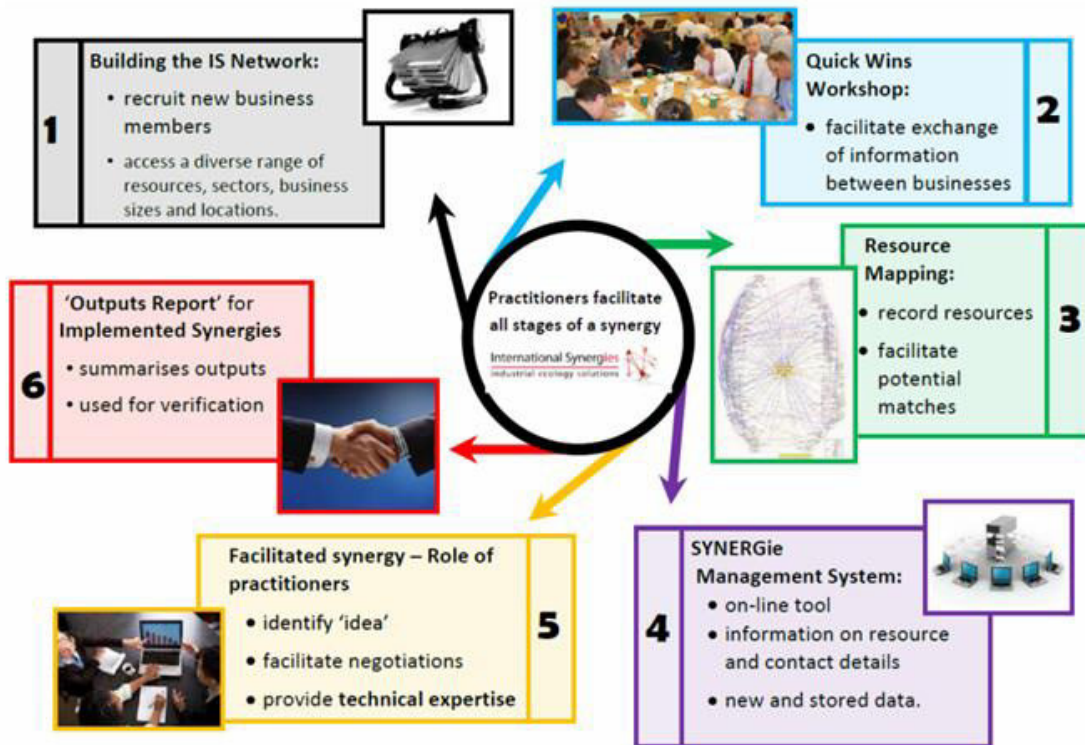 1
Building the IS Network:
• recruit new business
members
• access a diverse range of
resources, sectors, business
sizes and locations.
Quick Wins
Workshop:
• facilitate exchange
of information
between businesses
2
Resource
Mapping:
• record resources
• facilitate
potential
matches
3
Practitioners facilitate
all stages of a synergy
International Synergies
industrial ecology solutions
4
SYNERGie
Management System:
• on-line tool
• information on resource
and contact details
• new and stored data.
Facilitated synergy – Role of
practitioners
• identify ‘idea’
• facilitate negotiations
• provide technical expertise
5
6
‘Outputs Report’ for
Implemented Synergies
• summarises outputs
• used for verification